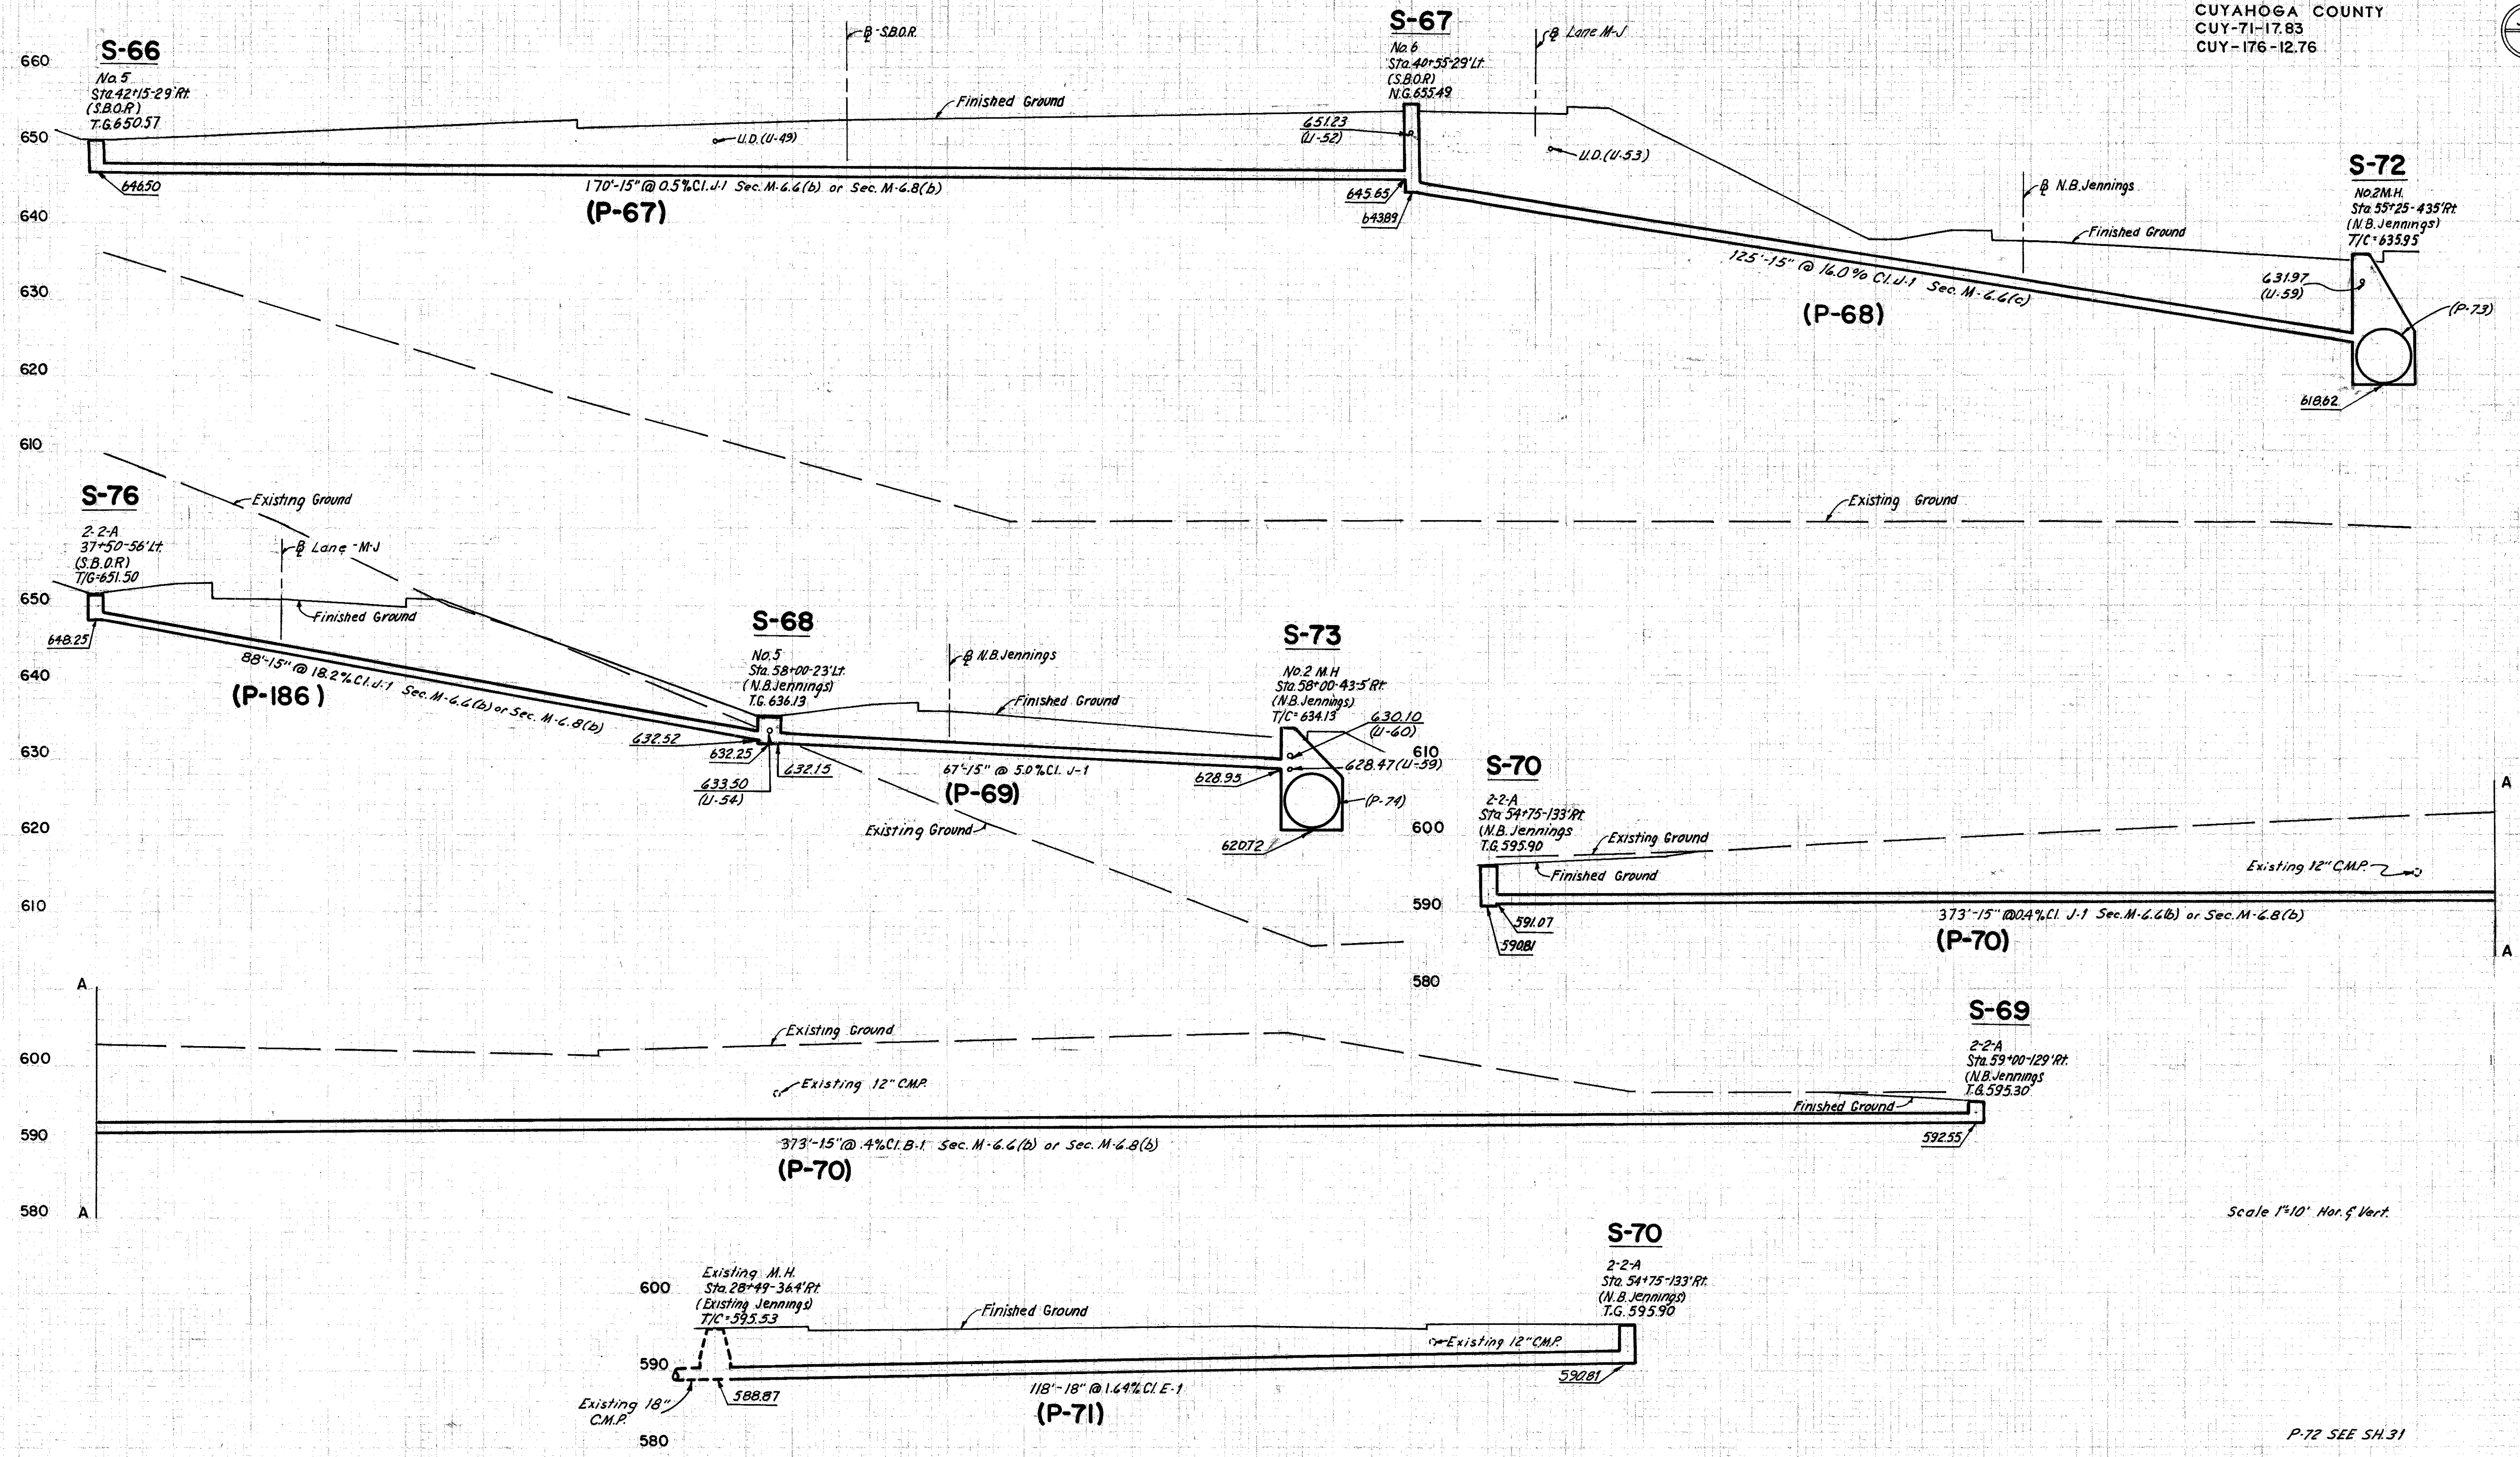 CUYAHOGA COUNTY
CUY-71-17.83
CUY-176-12.76
S-66
No. 5
Sta. 42+15-29' Rt.
(S.B.O.R)
T.G. 650.57
660
650
640
630
620
610
℄ - S.B.O.R.
Finished Ground
U.D. (U-49)
646.50
170'-15" @ 0.5% Cl. J-1 Sec. M-6.6(b) or Sec. M-6.8(b)
(P-67)
S-67
No. 6
Sta. 40+55-29' Lt.
(S.B.O.R)
N.G. 655.49
651.23
(U-52)
645.65
643.89
℄ Lane M-J
U.D. (U-53)
125'-15" @ 16.0% Cl. J-1 Sec. M-6.6(c)
(P-68)
℄ N.B. Jennings
Finished Ground
S-72
No. 2 M.H.
Sta. 55+25-43.5' Rt.
(N.B. Jennings)
T/C = 635.95
631.97
(U-59)
(P-73)
618.62
Existing Ground
S-76
2-2-A
37+50-56' Lt.
(S.B.O.R)
T/G = 651.50
650
640
630
620
610
Existing Ground
℄ Lane - M-J
Finished Ground
648.25
88'-15" @ 18.2% Cl. J-1 Sec. M-6.6(b) or Sec. M-6.8(b)
(P-186)
S-68
No. 5
Sta. 58+00-23' Lt.
(N.B. Jennings)
T.G. 636.13
632.52
632.25
632.15
633.50
(U-54)
℄ N.B. Jennings
Finished Ground
67'-15" @ 5.0% Cl. J-1
(P-69)
Existing Ground
S-73
No. 2 M.H
Sta. 58+00-43.5' Rt.
(N.B. Jennings)
T/C = 634.13
630.10
(U-60)
628.47 (U-59)
628.95
(P-74)
620.72
610
600
590
580
S-70
2-2-A
Sta 54+75-133' Rt.
(N.B. Jennings
T.G. 595.90
Existing Ground
Finished Ground
Existing 12" C.M.P.
591.07
590.81
373'-15" @ 0.4% Cl. J-1 Sec. M-6.6(b) or Sec. M-6.8(b)
(P-70)
A
A
A
600
590
580
A
Existing Ground
Existing 12" C.M.P.
373'-15" @ .4% Cl. B-1 Sec. M-6.6(b) or Sec. M-6.8(b)
(P-70)
S-69
2-2-A
Sta. 59+00-129' Rt.
(N.B. Jennings
T.G. 595.30
Finished Ground
592.55
Scale 1"=10' Hor. & Vert.
600
590
580
Existing M.H.
Sta. 28+49-36.4' Rt.
(Existing Jennings)
T/C = 595.53
Finished Ground
Existing 12" C.M.P.
Existing 18"
C.M.P.
588.87
118'-18" @ 1.64% Cl. E-1
(P-71)
S-70
2-2-A
Sta. 54+75-133' Rt.
(N.B. Jennings)
T.G. 595.90
590.81
P-72 SEE SH. 31